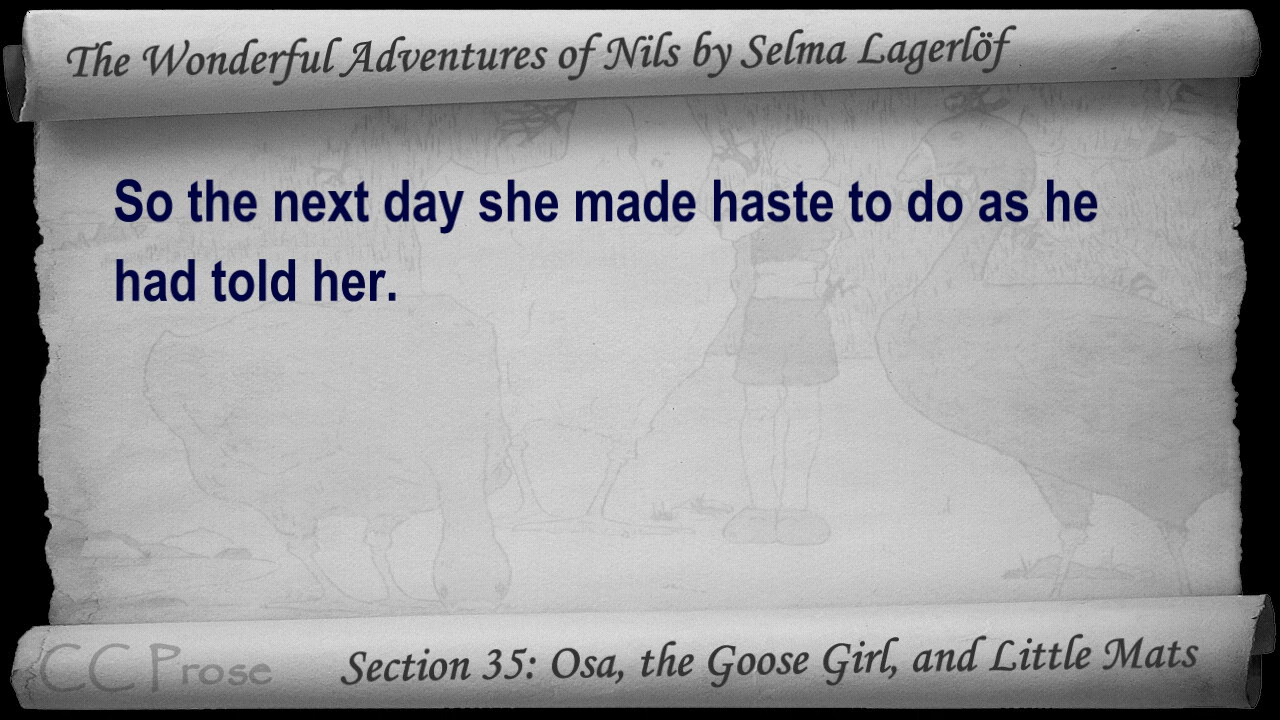 The Wonderful Adventures of Nils by Selma Lagerlöf
So the next day she made haste to do as he
had told her.
CC Prose
Section 35: Osa, the Goose Girl, and Little Mats